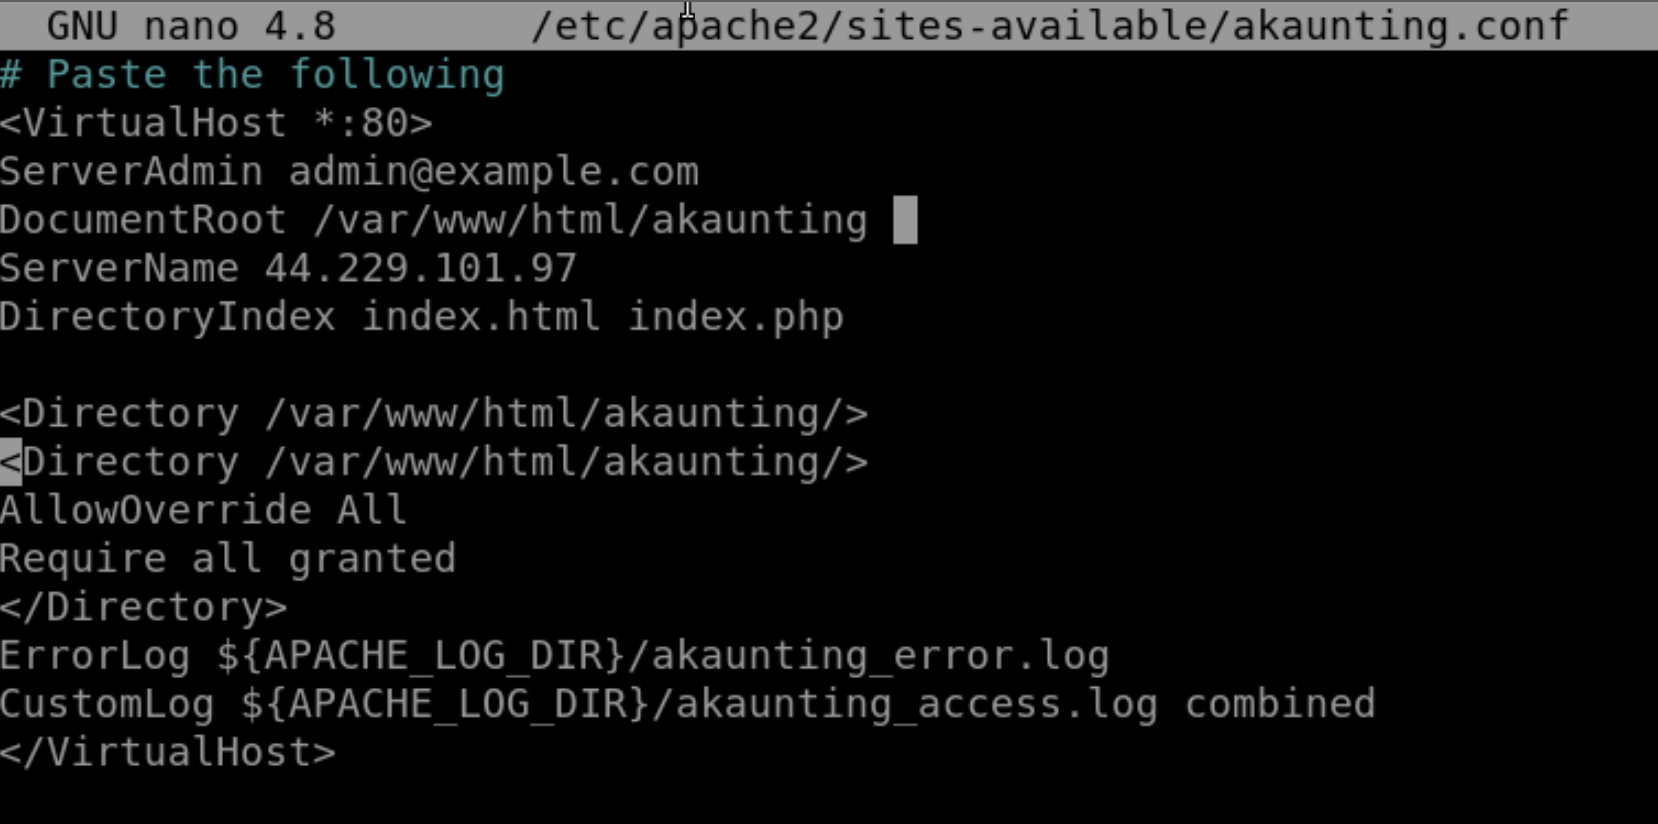 GNU nano 4.8 /etc/apache2/sites-available/akaunting.conf
# Paste the following
<VirtualHost *:80>
ServerAdmin admin@example.com
DocumentRoot /var/www/html/akaunting
ServerName 44.229.101.97
DirectoryIndex index.html index.php
<Directory /var/www/html/akaunting/>
<Directory /var/www/html/akaunting/>
AllowOverride All
Require all granted
</Directory>
ErrorLog ${APACHE_LOG_DIR}/akaunting_error.log
CustomLog ${APACHE_LOG_DIR}/akaunting_access.log combined
</VirtualHost>